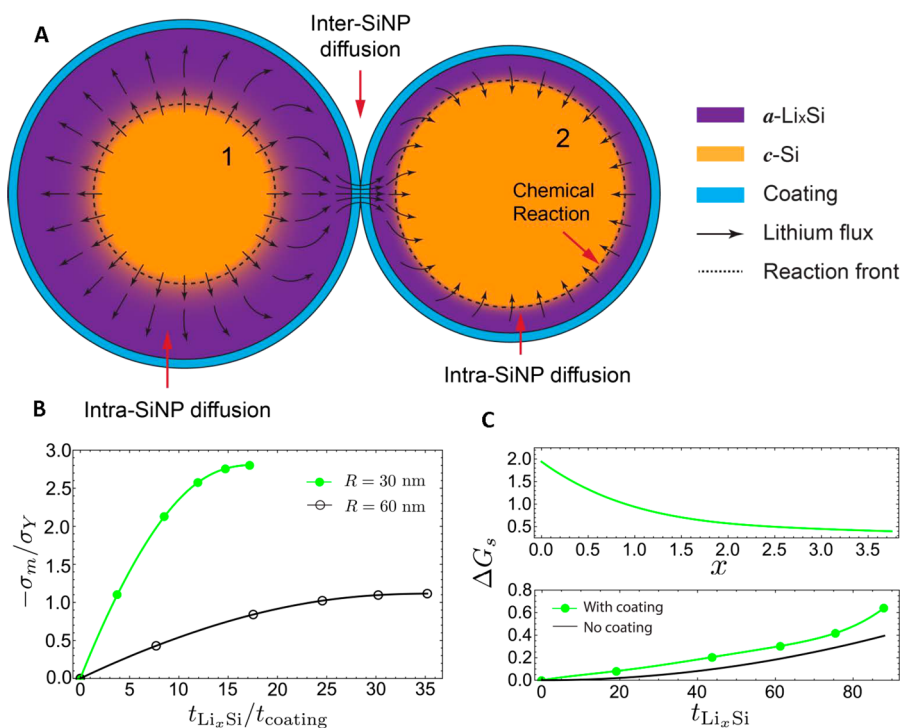 A
Inter-SiNP
diffusion
1
2
Chemical
Reaction
a-LiₓSi
c-Si
Coating
Lithium flux
Reaction front
Intra-SiNP diffusion
Intra-SiNP diffusion
B
3.0
2.5
2.0
1.5
1.0
0.5
0.0
−σₘ/σ_Y
R = 30 nm
R = 60 nm
0 5 10 15 20 25 30 35
t_LiₓSi/t_coating
C
2.0
1.5
1.0
0.5
0.0 0.5 1.0 1.5 2.0 2.5 3.0 3.5
x
ΔGₛ
0.8
0.6
0.4
0.2
0.0
With coating
No coating
0 20 40 60 80
t_LiₓSi